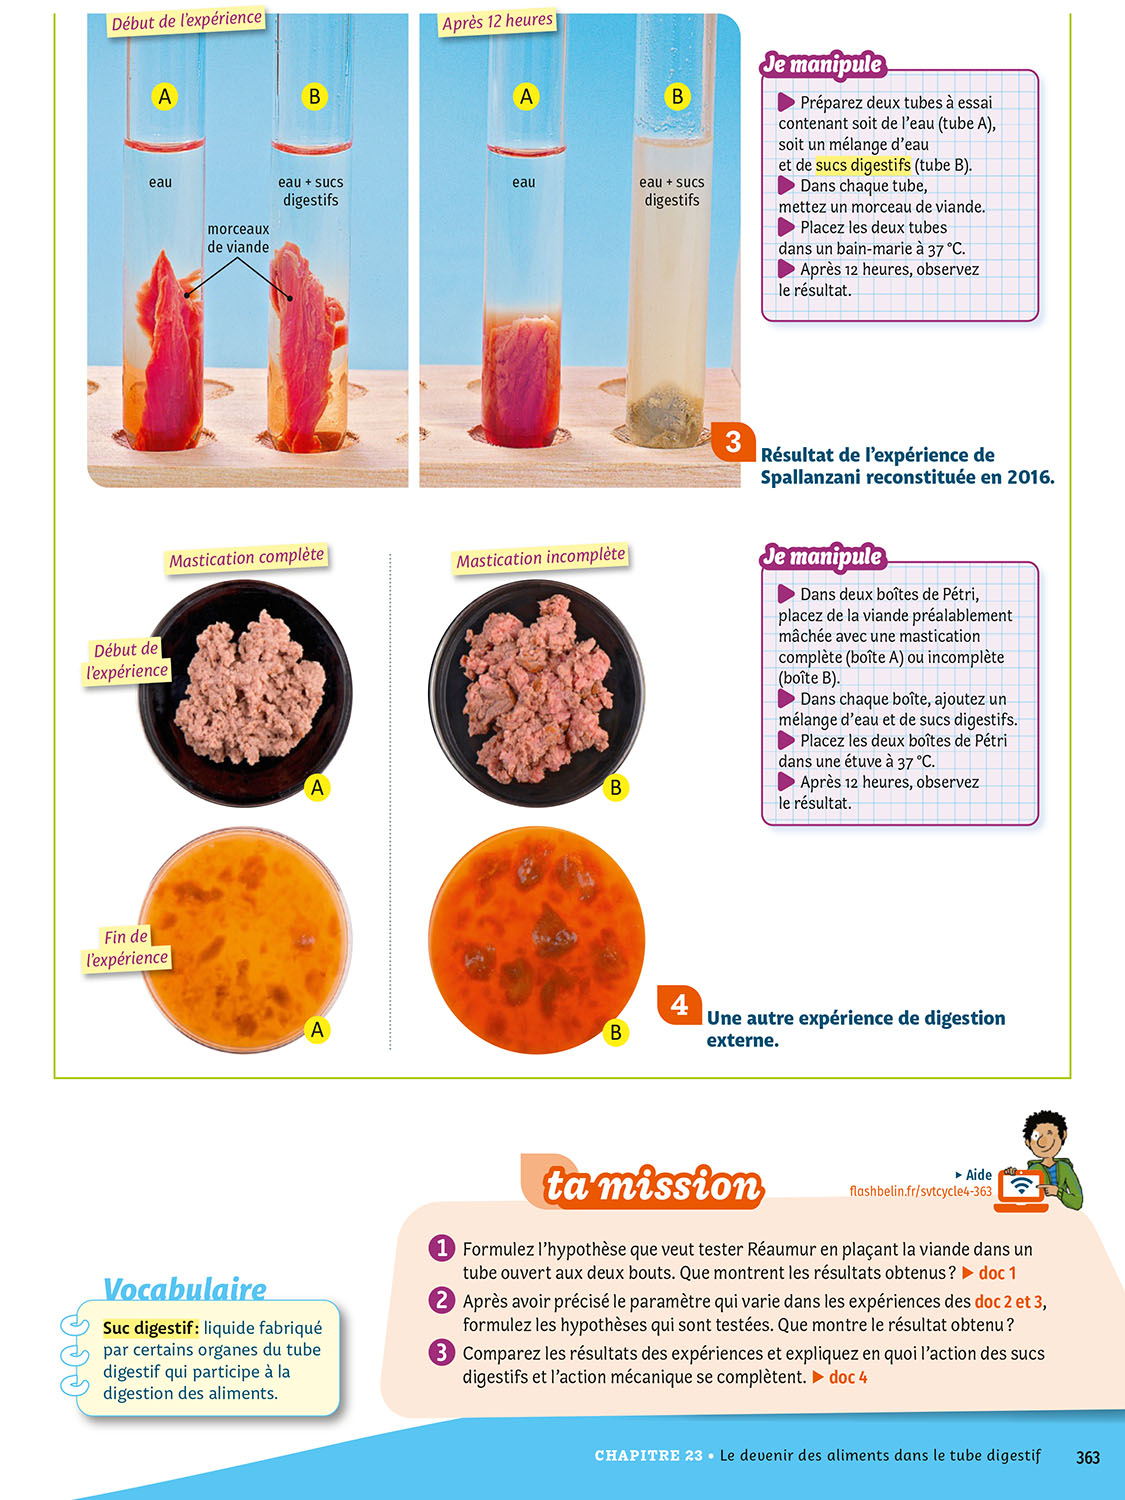 Début de l'expérience
Après 12 heures
A
B
A
B
eau
eau + sucs
digestifs
eau
eau + sucs
digestifs
morceaux
de viande
Je manipule
Préparez deux tubes à essai
contenant soit de l'eau (tube A),
soit un mélange d'eau
et de sucs digestifs (tube B).
Dans chaque tube,
mettez un morceau de viande.
Placez les deux tubes
dans un bain-marie à 37 °C.
Après 12 heures, observez
le résultat.
3
Résultat de l'expérience de
Spallanzani reconstituée en 2016.
Mastication complète
Mastication incomplète
Début de
l'expérience
A
B
Fin de
l'expérience
A
B
Je manipule
Dans deux boîtes de Pétri,
placez de la viande préalablement
mâchée avec une mastication
complète (boîte A) ou incomplète
(boîte B).
Dans chaque boîte, ajoutez un
mélange d'eau et de sucs digestifs.
Placez les deux boîtes de Pétri
dans une étuve à 37 °C.
Après 12 heures, observez
le résultat.
4
Une autre expérience de digestion
externe.
ta mission
Aide
flashbelin.fr/svtcycle4-363
1 Formulez l'hypothèse que veut tester Réaumur en plaçant la viande dans un
tube ouvert aux deux bouts. Que montrent les résultats obtenus ? ▶ doc 1
2 Après avoir précisé le paramètre qui varie dans les expériences des doc 2 et 3,
formulez les hypothèses qui sont testées. Que montre le résultat obtenu ?
3 Comparez les résultats des expériences et expliquez en quoi l'action des sucs
digestifs et l'action mécanique se complètent. ▶ doc 4
Vocabulaire
Suc digestif : liquide fabriqué
par certains organes du tube
digestif qui participe à la
digestion des aliments.
CHAPITRE 23 • Le devenir des aliments dans le tube digestif 363